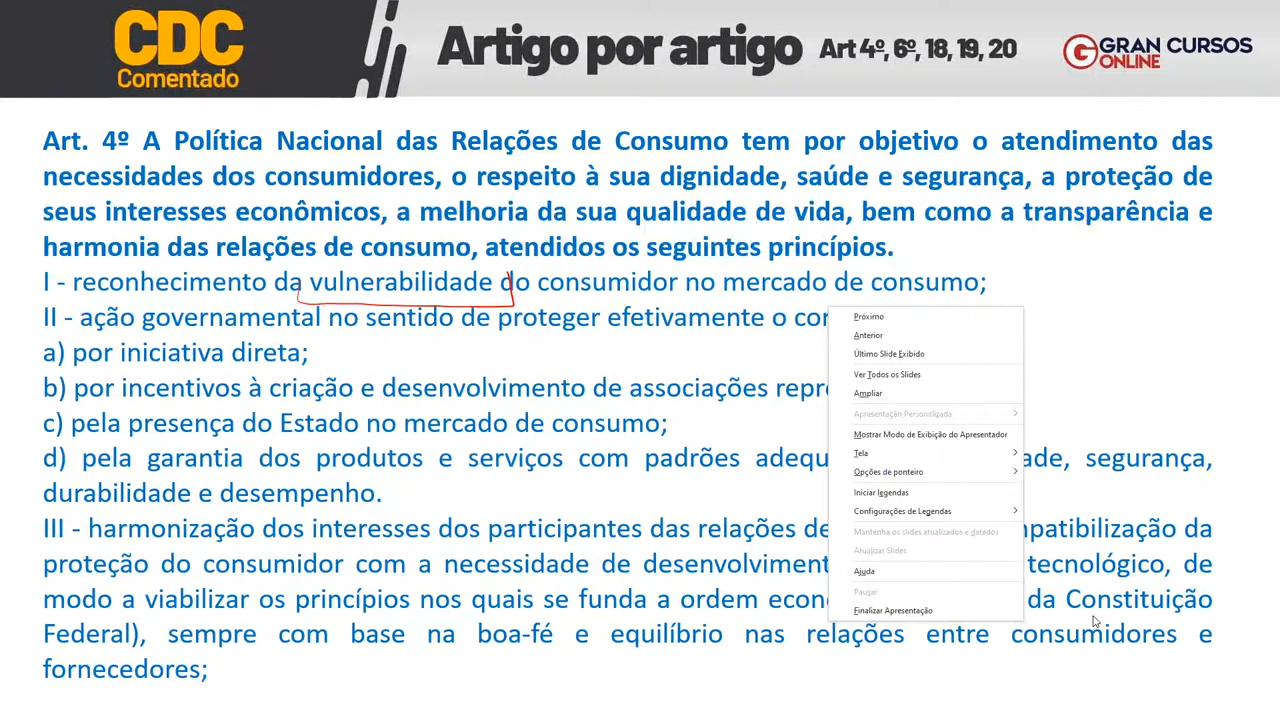 CDC
Comentado
Artigo por artigo Art 4º, 6º, 18, 19, 20
GRAN CURSOS
ONLINE
Art. 4º A Política Nacional das Relações de Consumo tem por objetivo o atendimento das
necessidades dos consumidores, o respeito à sua dignidade, saúde e segurança, a proteção de
seus interesses econômicos, a melhoria da sua qualidade de vida, bem como a transparência e
harmonia das relações de consumo, atendidos os seguintes princípios.
I - reconhecimento da vulnerabilidade do consumidor no mercado de consumo;
II - ação governamental no sentido de proteger efetivamente o
a) por iniciativa direta;
b) por incentivos à criação e desenvolvimento de associações
c) pela presença do Estado no mercado de consumo;
d) pela garantia dos produtos e serviços com padrões segurança,
durabilidade e desempenho.
III - harmonização dos interesses dos participantes das relações
proteção do consumidor com a necessidade de tecnológico, de
modo a viabilizar os princípios nos quais se funda a ordem da Constituição
Federal), sempre com base na boa-fé e equilíbrio nas relações entre consumidores e
fornecedores;
Próximo
Anterior
Último Slide Exibido
Ver Todos os Slides
Ampliar
Apresentação Personalizada
Mostrar Modo de Exibição do Apresentador
Tela
Opções de ponteiro
Iniciar legendas
Configurações de Legendas
Mantenha os slides atualizados e datados
Atualizar Slides
Ajuda
Pausar
Finalizar Apresentação